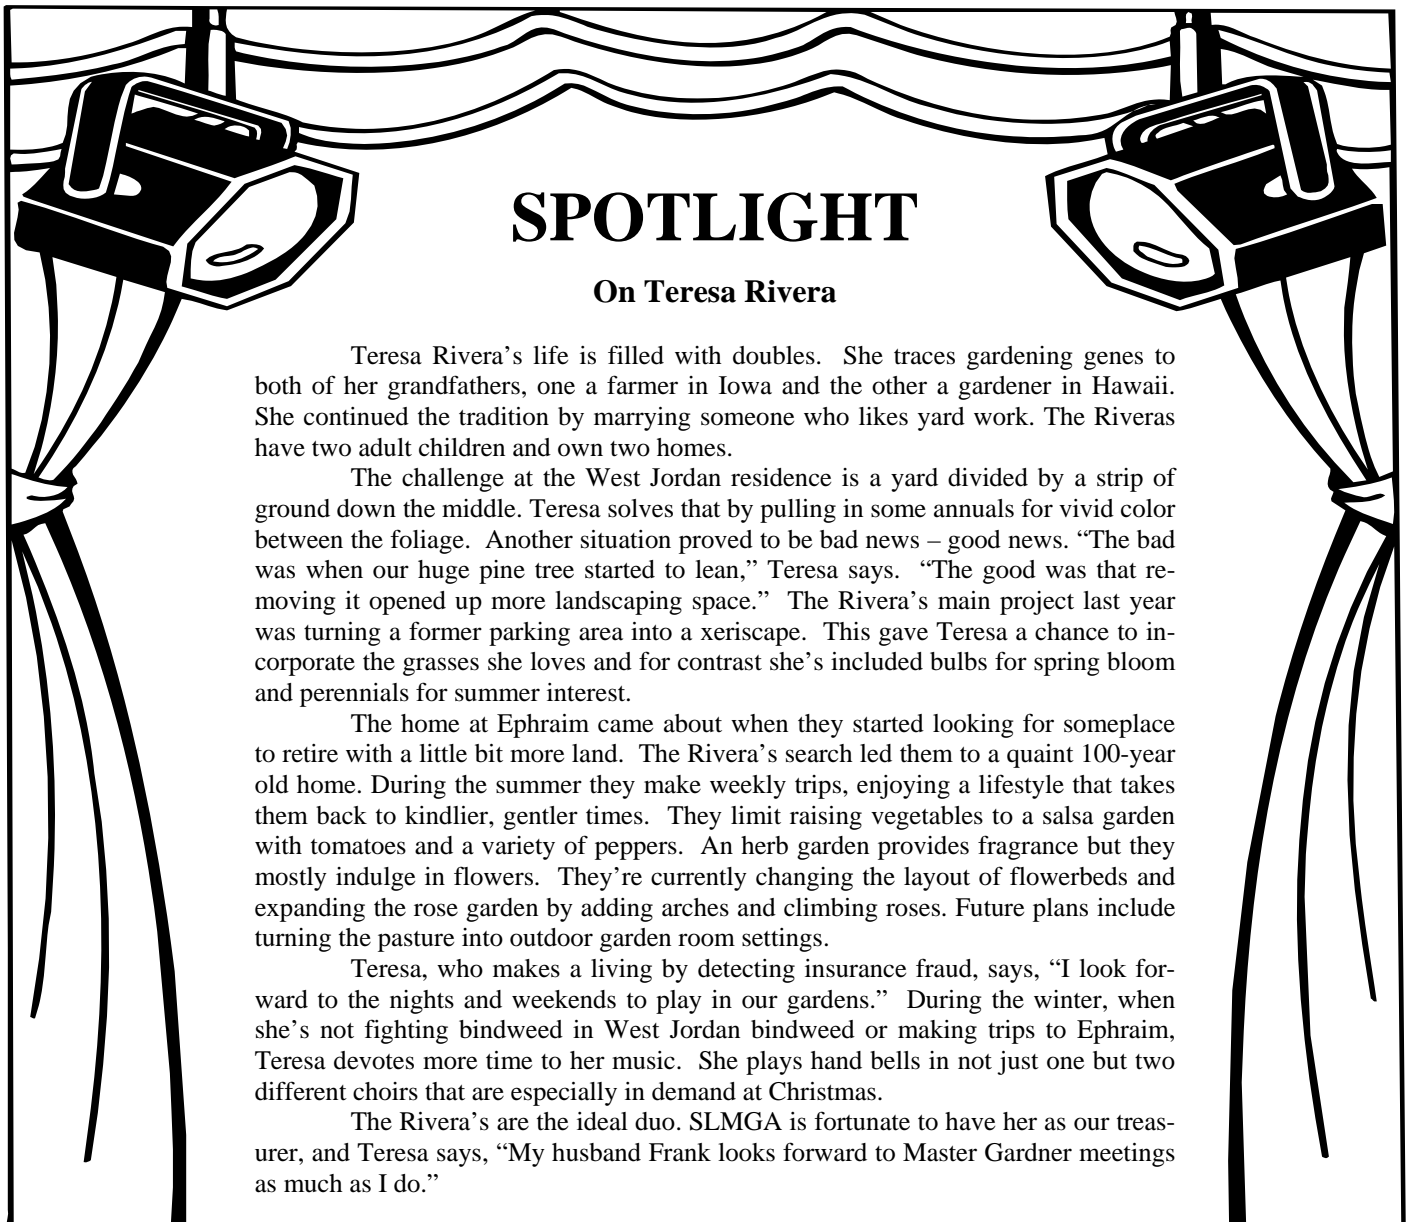 SPOTLIGHT
On Teresa Rivera
Teresa Rivera’s life is filled with doubles.  She traces gardening genes to
both of her grandfathers, one a farmer in Iowa and the other a gardener in Hawaii.
She continued the tradition by marrying someone who likes yard work. The Riveras
have two adult children and own two homes.
The challenge at the West Jordan residence is a yard divided by a strip of
ground down the middle. Teresa solves that by pulling in some annuals for vivid color
between the foliage.  Another situation proved to be bad news – good news. “The bad
was when our huge pine tree started to lean,” Teresa says.  “The good was that re-
moving it opened up more landscaping space.”  The Rivera’s main project last year
was turning a former parking area into a xeriscape.  This gave Teresa a chance to in-
corporate the grasses she loves and for contrast she’s included bulbs for spring bloom
and perennials for summer interest.
The home at Ephraim came about when they started looking for someplace
to retire with a little bit more land.  The Rivera’s search led them to a quaint 100-year
old home. During the summer they make weekly trips, enjoying a lifestyle that takes
them back to kindlier, gentler times.  They limit raising vegetables to a salsa garden
with tomatoes and a variety of peppers.  An herb garden provides fragrance but they
mostly indulge in flowers.  They’re currently changing the layout of flowerbeds and
expanding the rose garden by adding arches and climbing roses. Future plans include
turning the pasture into outdoor garden room settings.
Teresa, who makes a living by detecting insurance fraud, says, “I look for-
ward to the nights and weekends to play in our gardens.”  During the winter, when
she’s not fighting bindweed in West Jordan bindweed or making trips to Ephraim,
Teresa devotes more time to her music.  She plays hand bells in not just one but two
different choirs that are especially in demand at Christmas.
The Rivera’s are the ideal duo. SLMGA is fortunate to have her as our treas-
urer, and Teresa says, “My husband Frank looks forward to Master Gardner meetings
as much as I do.”